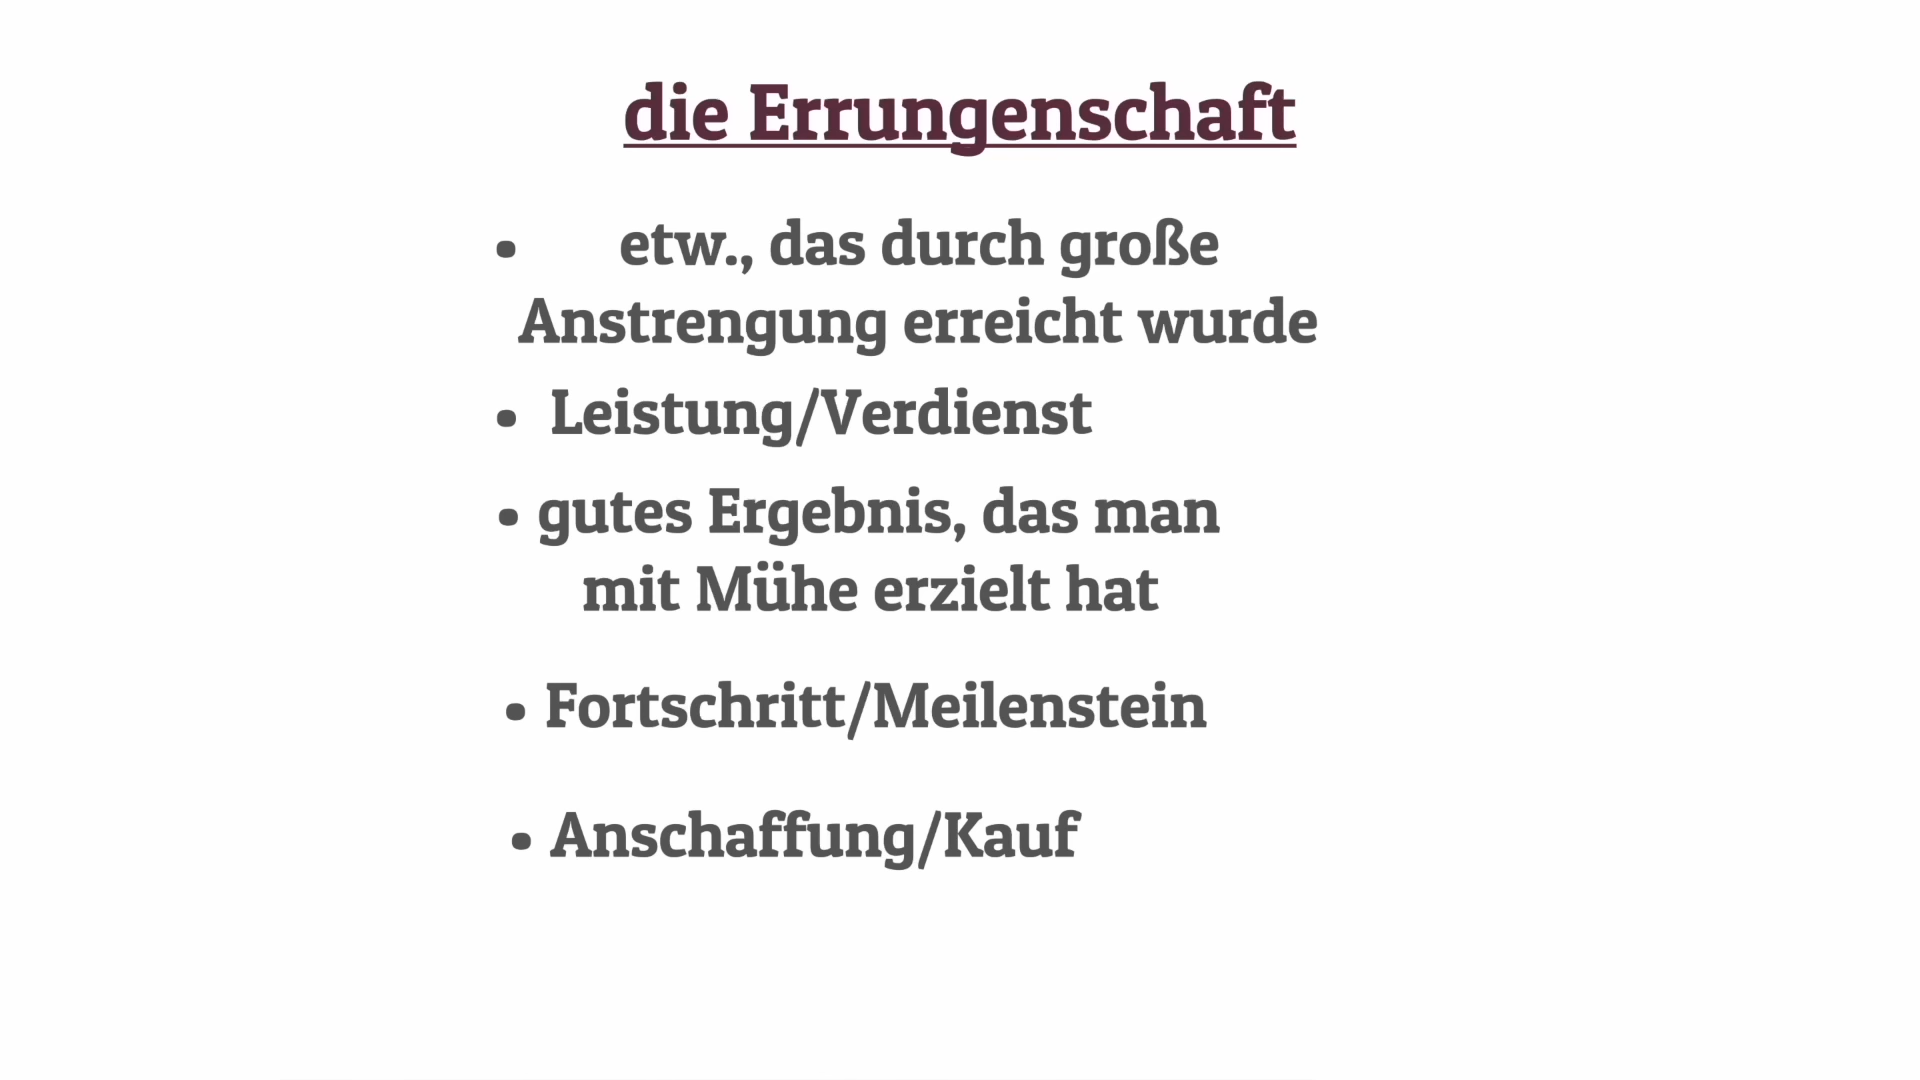 die Errungenschaft
• etw., das durch große
Anstrengung erreicht wurde
• Leistung/Verdienst
• gutes Ergebnis, das man
mit Mühe erzielt hat
• Fortschritt/Meilenstein
• Anschaffung/Kauf